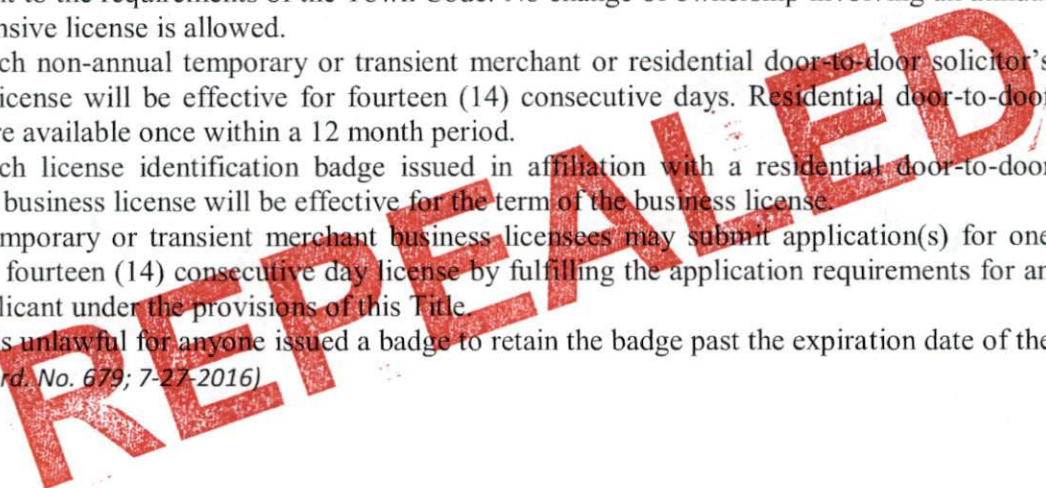 nt to the requirements of the Town Code. No change of ownership involving an annual
nsive license is allowed.
ch non-annual temporary or transient merchant or residential door-to-door solicitor's
icense will be effective for fourteen (14) consecutive days. Residential door-to-door
re available once within a 12 month period.
ch license identification badge issued in affiliation with a residential door-to-door
business license will be effective for the term of the business license.
mporary or transient merchant business licensees may submit application(s) for one
fourteen (14) consecutive day license by fulfilling the application requirements for an
licant under the provisions of this Title.
s unlawful for anyone issued a badge to retain the badge past the expiration date of the
rd. No. 679; 7-27-2016)
REPEALED